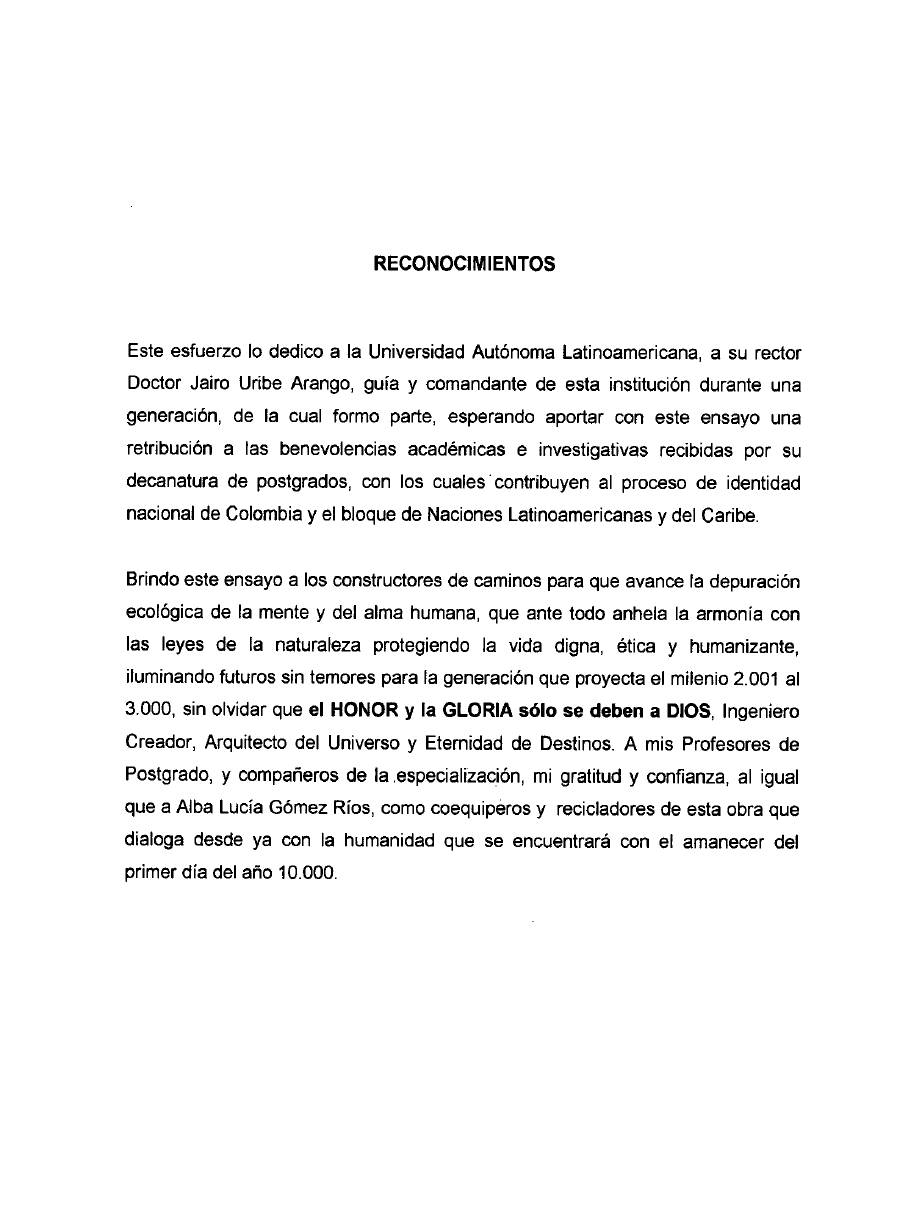 RECONOCIMIENTOS
Este esfuerzo lo dedico a la Universidad Autónoma Latinoamericana, a su rector
Doctor Jairo Uribe Arango, guía y comandante de esta institución durante una
generación, de la cual formo parte, esperando aportar con este ensayo una
retribución a las benevolencias académicas e investigativas recibidas por su
decanatura de postgrados, con los cuales contribuyen al proceso de identidad
nacional de Colombia y el bloque de Naciones Latinoamericanas y del Caribe.
Brindo este ensayo a los constructores de caminos para que avance la depuración
ecológica de la mente y del alma humana, que ante todo anhela la armonía con
las leyes de la naturaleza protegiendo la vida digna, ética y humanizante,
iluminando futuros sin temores para la generación que proyecta el milenio 2.001 al
3.000, sin olvidar que el HONOR y la GLORIA sólo se deben a DIOS, Ingeniero
Creador, Arquitecto del Universo y Eternidad de Destinos. A mis Profesores de
Postgrado, y compañeros de la especialización, mi gratitud y confianza, al igual
que a Alba Lucía Gómez Ríos, como coequiperos y recicladores de esta obra que
dialoga desde ya con la humanidad que se encuentrará con el amanecer del
primer día del año 10.000.